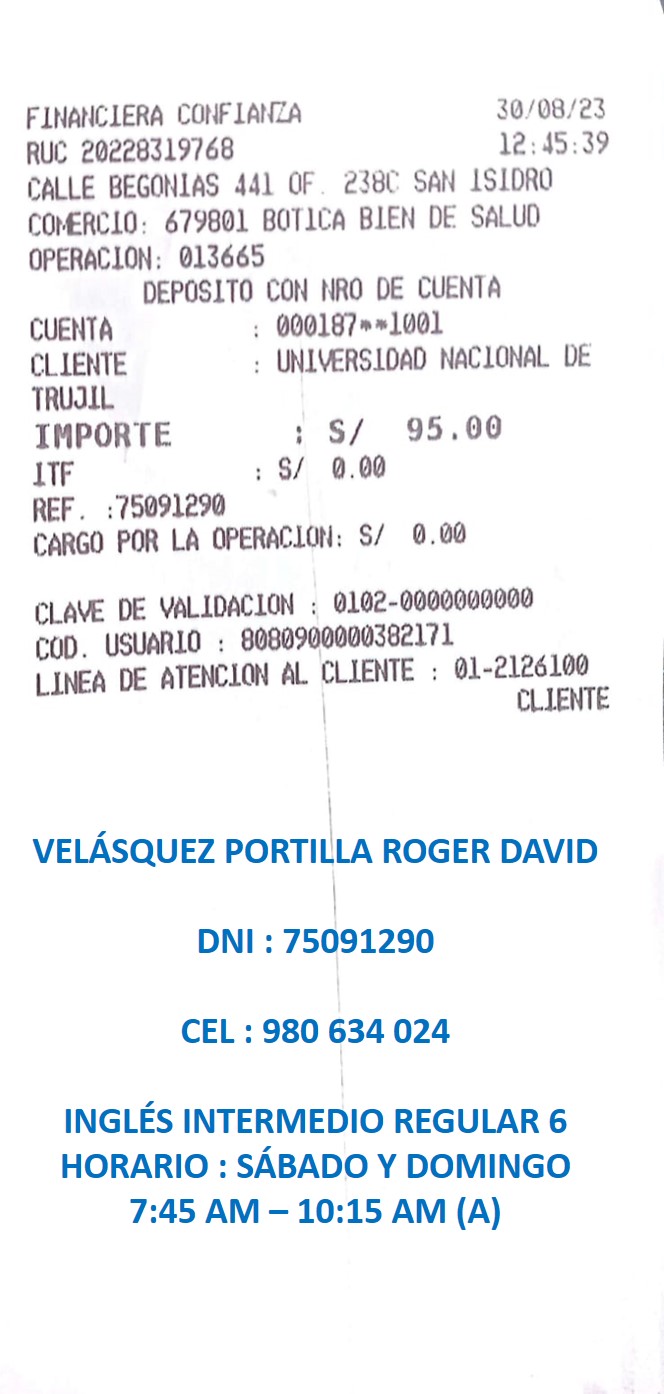 FINANCIERA CONFIANZA 30/08/23
RUC 20228319768 12:45:39
CALLE BEGONIAS 441 OF. 238C SAN ISIDRO
COMERCIO: 679801 BOTICA BIEN DE SALUD
OPERACION: 013665
DEPOSITO CON NRO DE CUENTA
CUENTA : 000187**1001
CLIENTE : UNIVERSIDAD NACIONAL DE
TRUJIL
IMPORTE : S/ 95.00
ITF : S/ 0.00
REF. :75091290
CARGO POR LA OPERACION: S/ 0.00
CLAVE DE VALIDACION : 0102-0000000000
COD. USUARIO : 8080900000382171
LINEA DE ATENCION AL CLIENTE : 01-2126100
CLIENTE
VELÁSQUEZ PORTILLA ROGER DAVID
DNI : 75091290
CEL : 980 634 024
INGLÉS INTERMEDIO REGULAR 6
HORARIO : SÁBADO Y DOMINGO
7:45 AM – 10:15 AM (A)